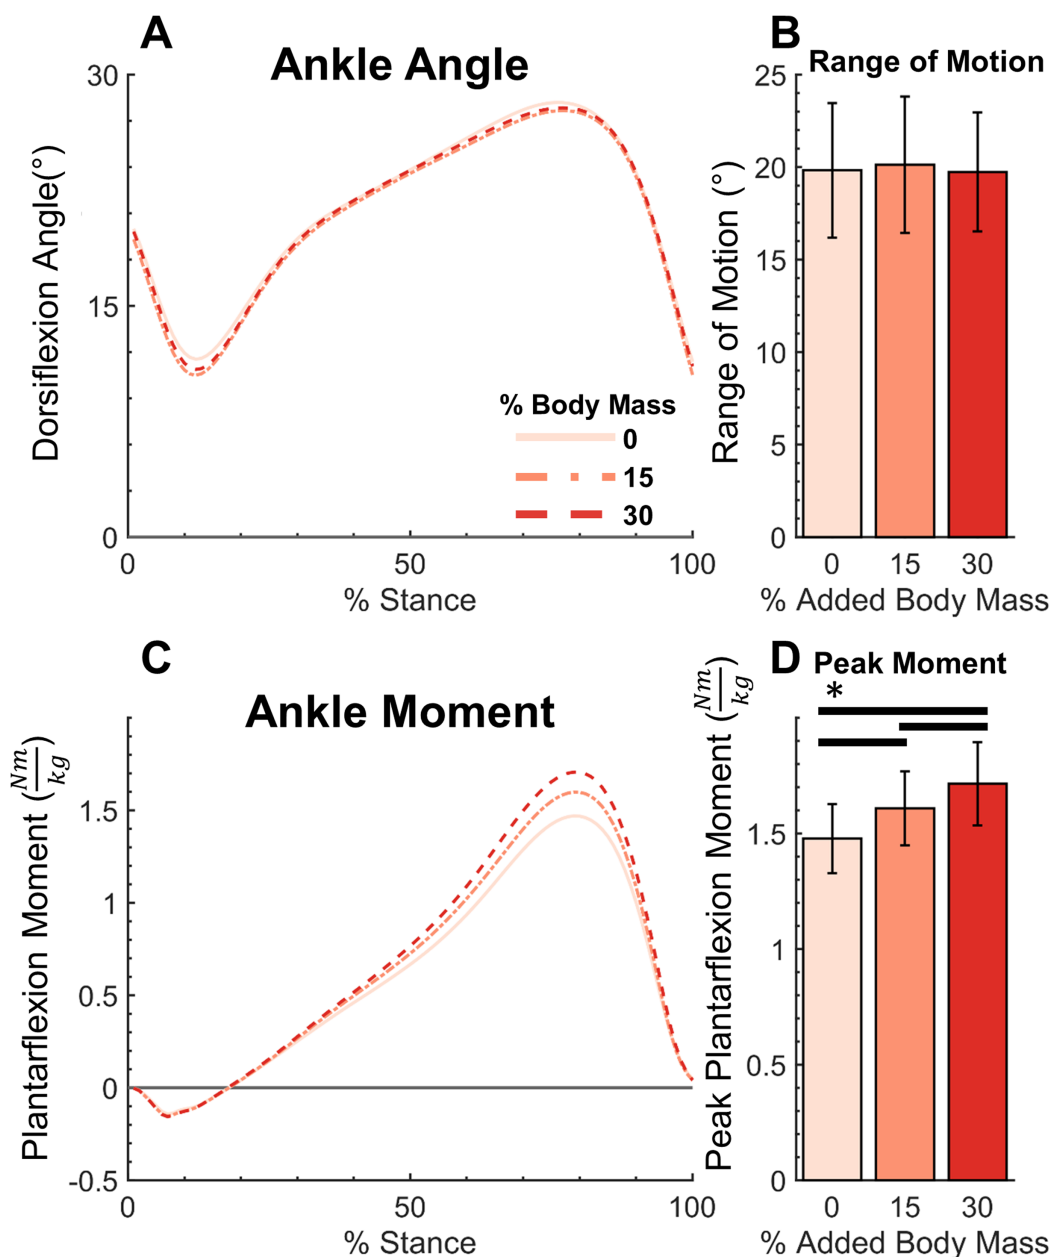 A
Ankle Angle
30
15
0
Dorsiflexion Angle(°)
% Body Mass
0
15
30
0
50
100
% Stance
B
Range of Motion
25
20
15
10
5
0
Range of Motion (°)
0
15
30
% Added Body Mass
C
Ankle Moment
1.5
1
0.5
0
-0.5
Plantarflexion Moment (Nm/kg)
0
50
100
% Stance
D
Peak Moment
*
1.5
1
0.5
0
Peak Plantarflexion Moment (Nm/kg)
0
15
30
% Added Body Mass